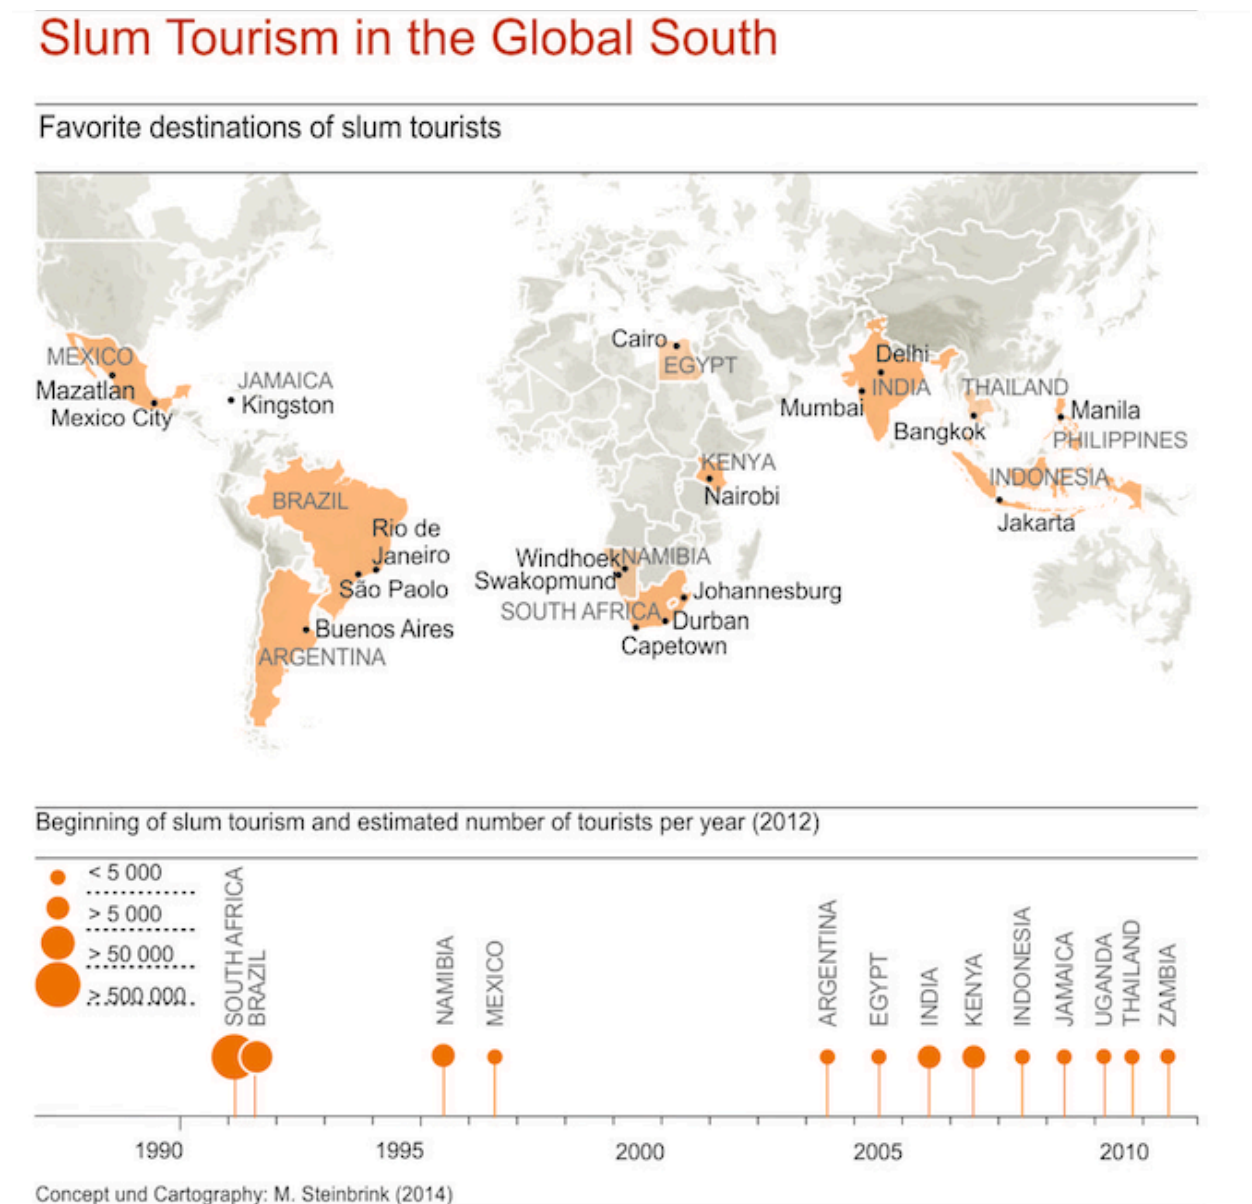 Slum Tourism in the Global South
Favorite destinations of slum tourists
MEXICO
Mazatlan
Mexico City
JAMAICA
Kingston
BRAZIL
Rio de
Janeiro
São Paolo
Buenos Aires
ARGENTINA
Cairo
EGYPT
KENYA
Nairobi
Windhoek
NAMIBIA
Swakopmund
SOUTH AFRICA
Johannesburg
Durban
Capetown
Delhi
INDIA
Mumbai
THAILAND
Bangkok
Manila
PHILIPPINES
INDONESIA
Jakarta
Beginning of slum tourism and estimated number of tourists per year (2012)
< 5 000
> 5 000
> 50 000
> 500 000
SOUTH AFRICA
BRAZIL
NAMIBIA
MEXICO
ARGENTINA
EGYPT
INDIA
KENYA
INDONESIA
JAMAICA
UGANDA
THAILAND
ZAMBIA
1990 1995 2000 2005 2010
Concept und Cartography: M. Steinbrink (2014)